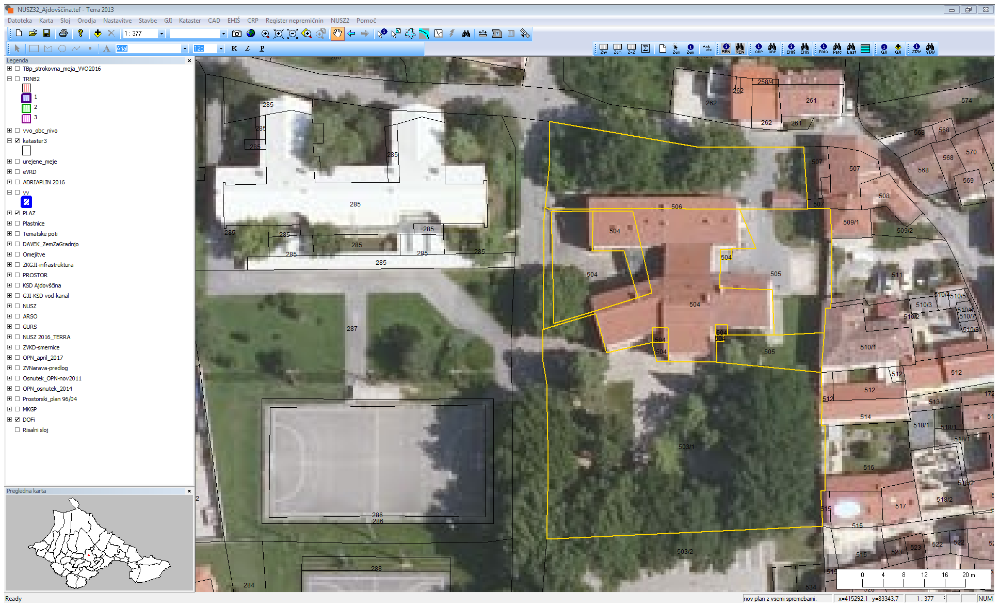 NUSZ32_Ajdovščina.tef - Terra 2013
Datoteka Karta Sloj Orodja Nastavitve Stavbe GJI Kataster CAD EHIŠ CRP Register nepremičnin NUSZ2 Pomoč
1 : 377
A Arial 12p K I P
Zav Zem Z-Z Σ Zem Zem Ank etc REN REN CRP CRP EHIS EHIS Parc Parc Last GJI GJI STAV STAV
Legenda
TBp_strokovna_meja_VVO2016
TRNB2
1
2
3
vvo_obc_nivo
kataster3
urejene_meje
eVRD
ADRIAPLIN 2016
vv
PLAZ
Plastnice
Tematske poti
DAVEK_ZemZaGradnjo
Omejitve
ZKGJI-infrastruktura
PROSTOR
KSD Ajdovščina
GJI-KSD vod-kanal
NUSZ
ARSO
GURS
NUSZ 2016_TERRA
ZVKD-smernice
OPN_april_2017
ZVNarava-predlog
Osnutek_OPN-nov2011
OPN_osnutek_2014
Prostorski_plan 96/04
MKGP
DOFi
Risalni sloj
Pregledna karta
258/4
262 261
574
262
285
262 261
285
568 568
285 285
570
568
507 507 568
569
508
285 506 507
509/1
285 504 509/2
285 285
285
285 285 504
285
504 505 511
510/4 510/5
504 510/3
510/6
510/2 510/7
287 504 510/8
504
504 505 510/1
512 512
512
512 513 172
514
518/1 518/1
518/1
503/1
516
518/2
2
518/2
517
515
286
286 515
522 522
523
503/2 523
515
288
515
284 534
528
0 4 8 12 16 20 m
Ready
nov plan z vsemi spremebami: x=415292,1 y=83343,7 1 : 377 NUM